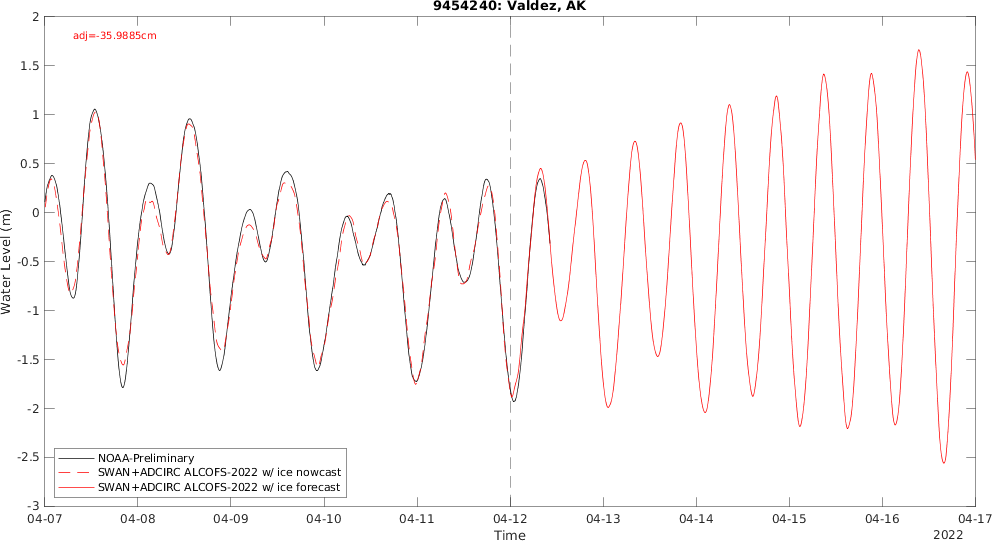 9454240: Valdez, AK
adj=-35.9885cm
Water Level (m)
2
1.5
1
0.5
0
-0.5
-1
-1.5
-2
-2.5
-3
NOAA-Preliminary
SWAN+ADCIRC ALCOFS-2022 w/ ice nowcast
SWAN+ADCIRC ALCOFS-2022 w/ ice forecast
04-07 04-08 04-09 04-10 04-11 04-12 04-13 04-14 04-15 04-16 04-17
Time
2022